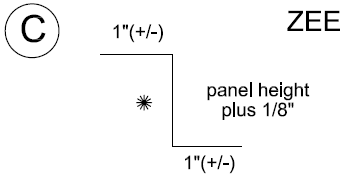 C
1"(+/-)
ZEE
panel height
plus 1/8"
1"(+/-)